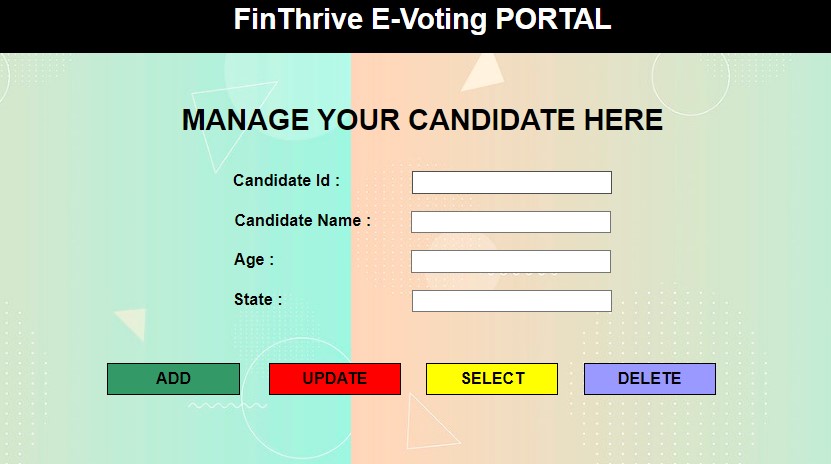 FinThrive E-Voting PORTAL
MANAGE YOUR CANDIDATE HERE
Candidate Id :
Candidate Name :
Age :
State :
ADD UPDATE SELECT DELETE